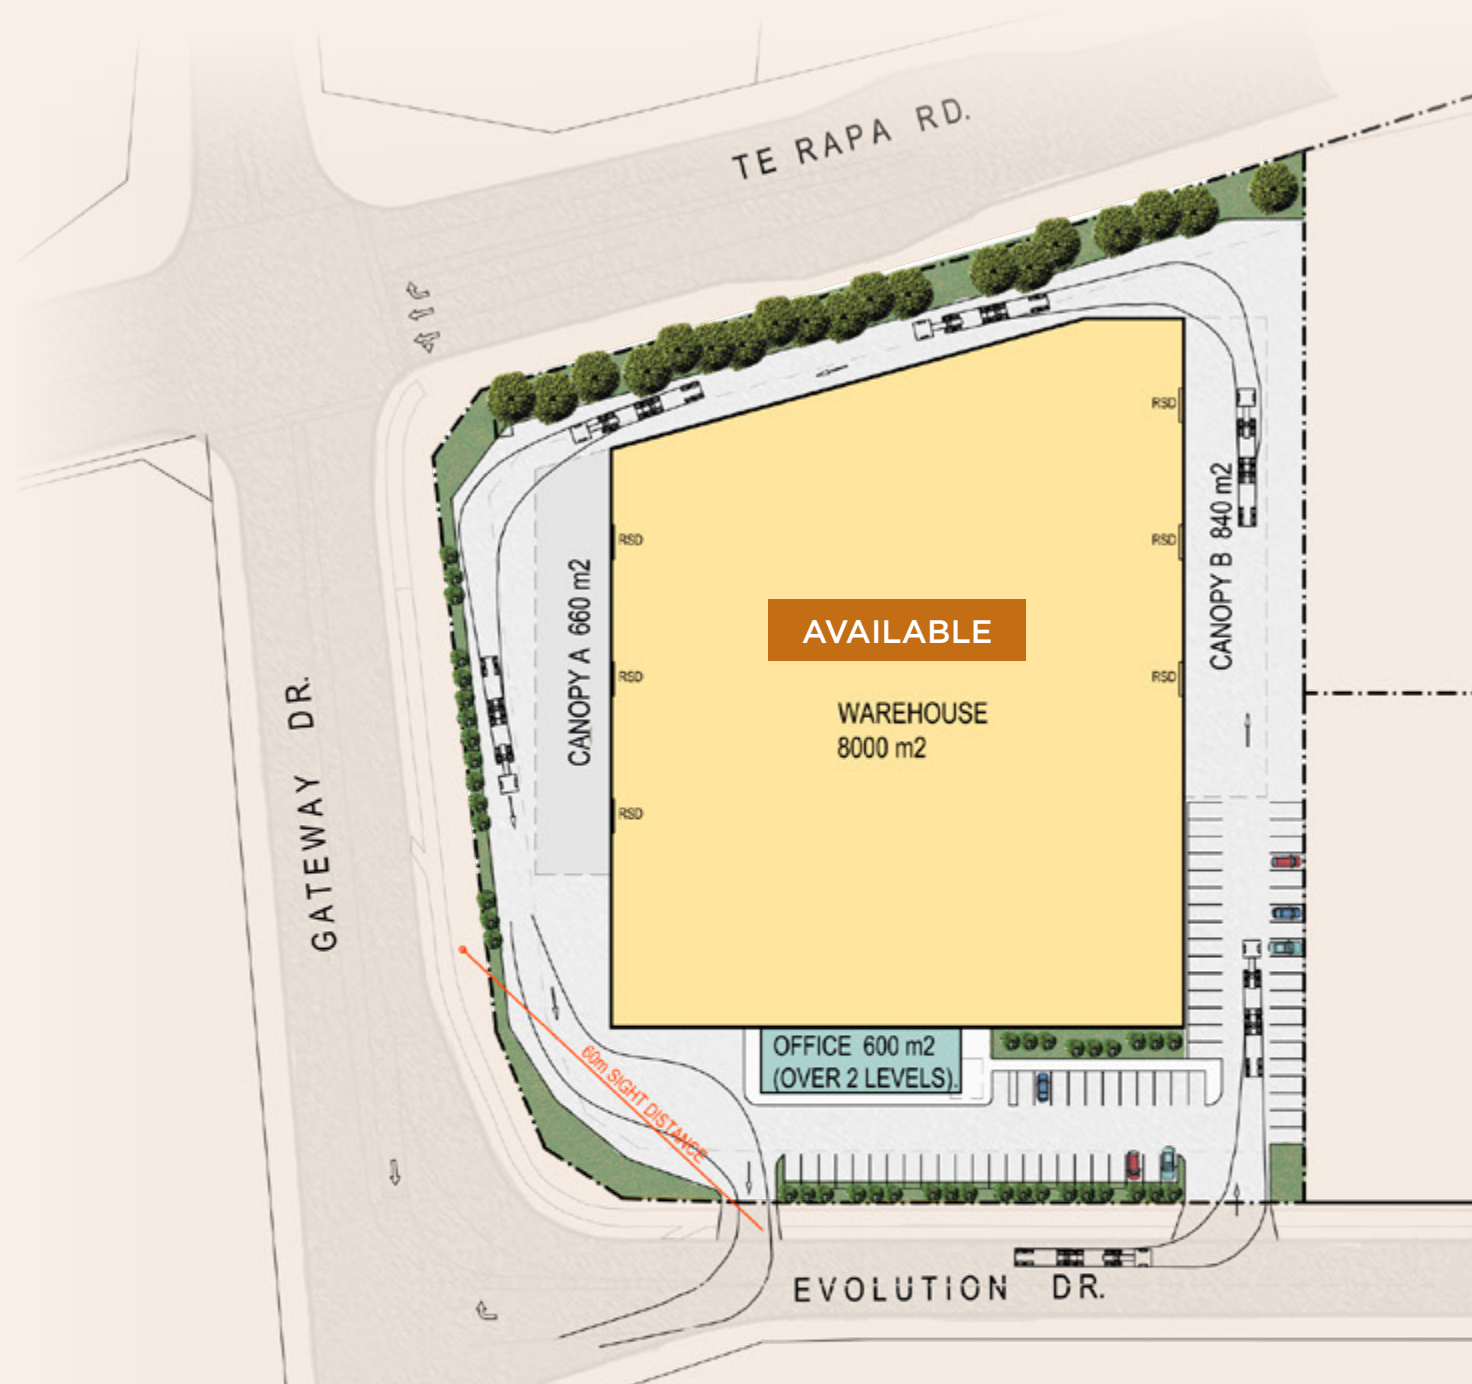 TE RAPA RD.
RSD
RSD
RSD
RSD
RSD
RSD
CANOPY A 660 m2
CANOPY B 840 m2
AVAILABLE
WAREHOUSE
8000 m2
GATEWAY DR.
OFFICE 600 m2
(OVER 2 LEVELS).
60m SIGHT DISTANCE
EVOLUTION DR.